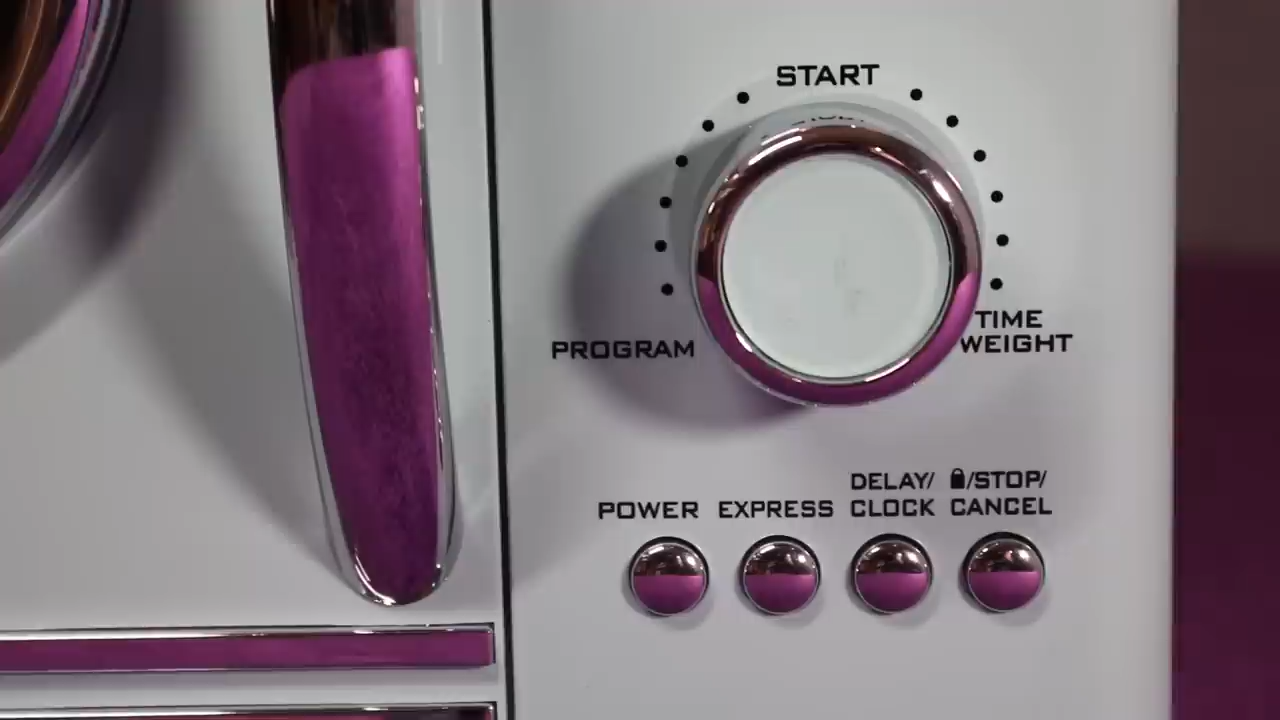 START
PROGRAM
TIME
WEIGHT
POWER
EXPRESS
DELAY/
CLOCK
/STOP/
CANCEL